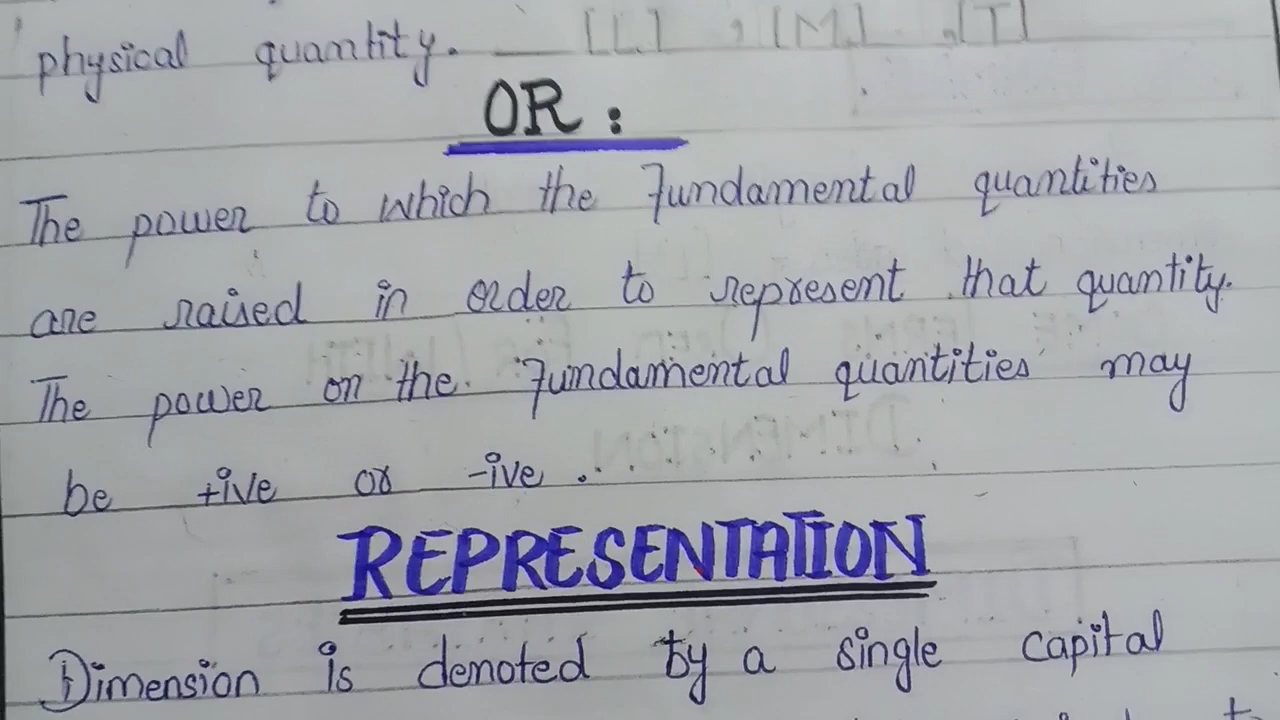 physical quantity. — [L] , [M] , [T]
OR :
The power to which the fundamental quantities
are raised in order to represent that quantity.
The power on the fundamental quantities may
be +ive or -ive .
REPRESENTATION
Dimension is denoted by a single capital